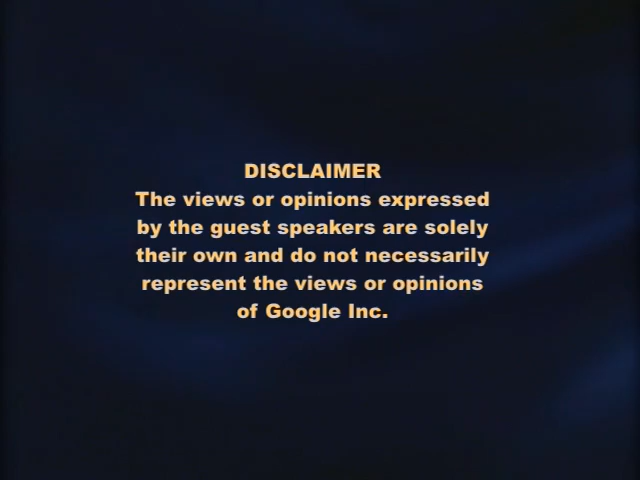 DISCLAIMER
The views or opinions expressed
by the guest speakers are solely
their own and do not necessarily
represent the views or opinions
of Google Inc.